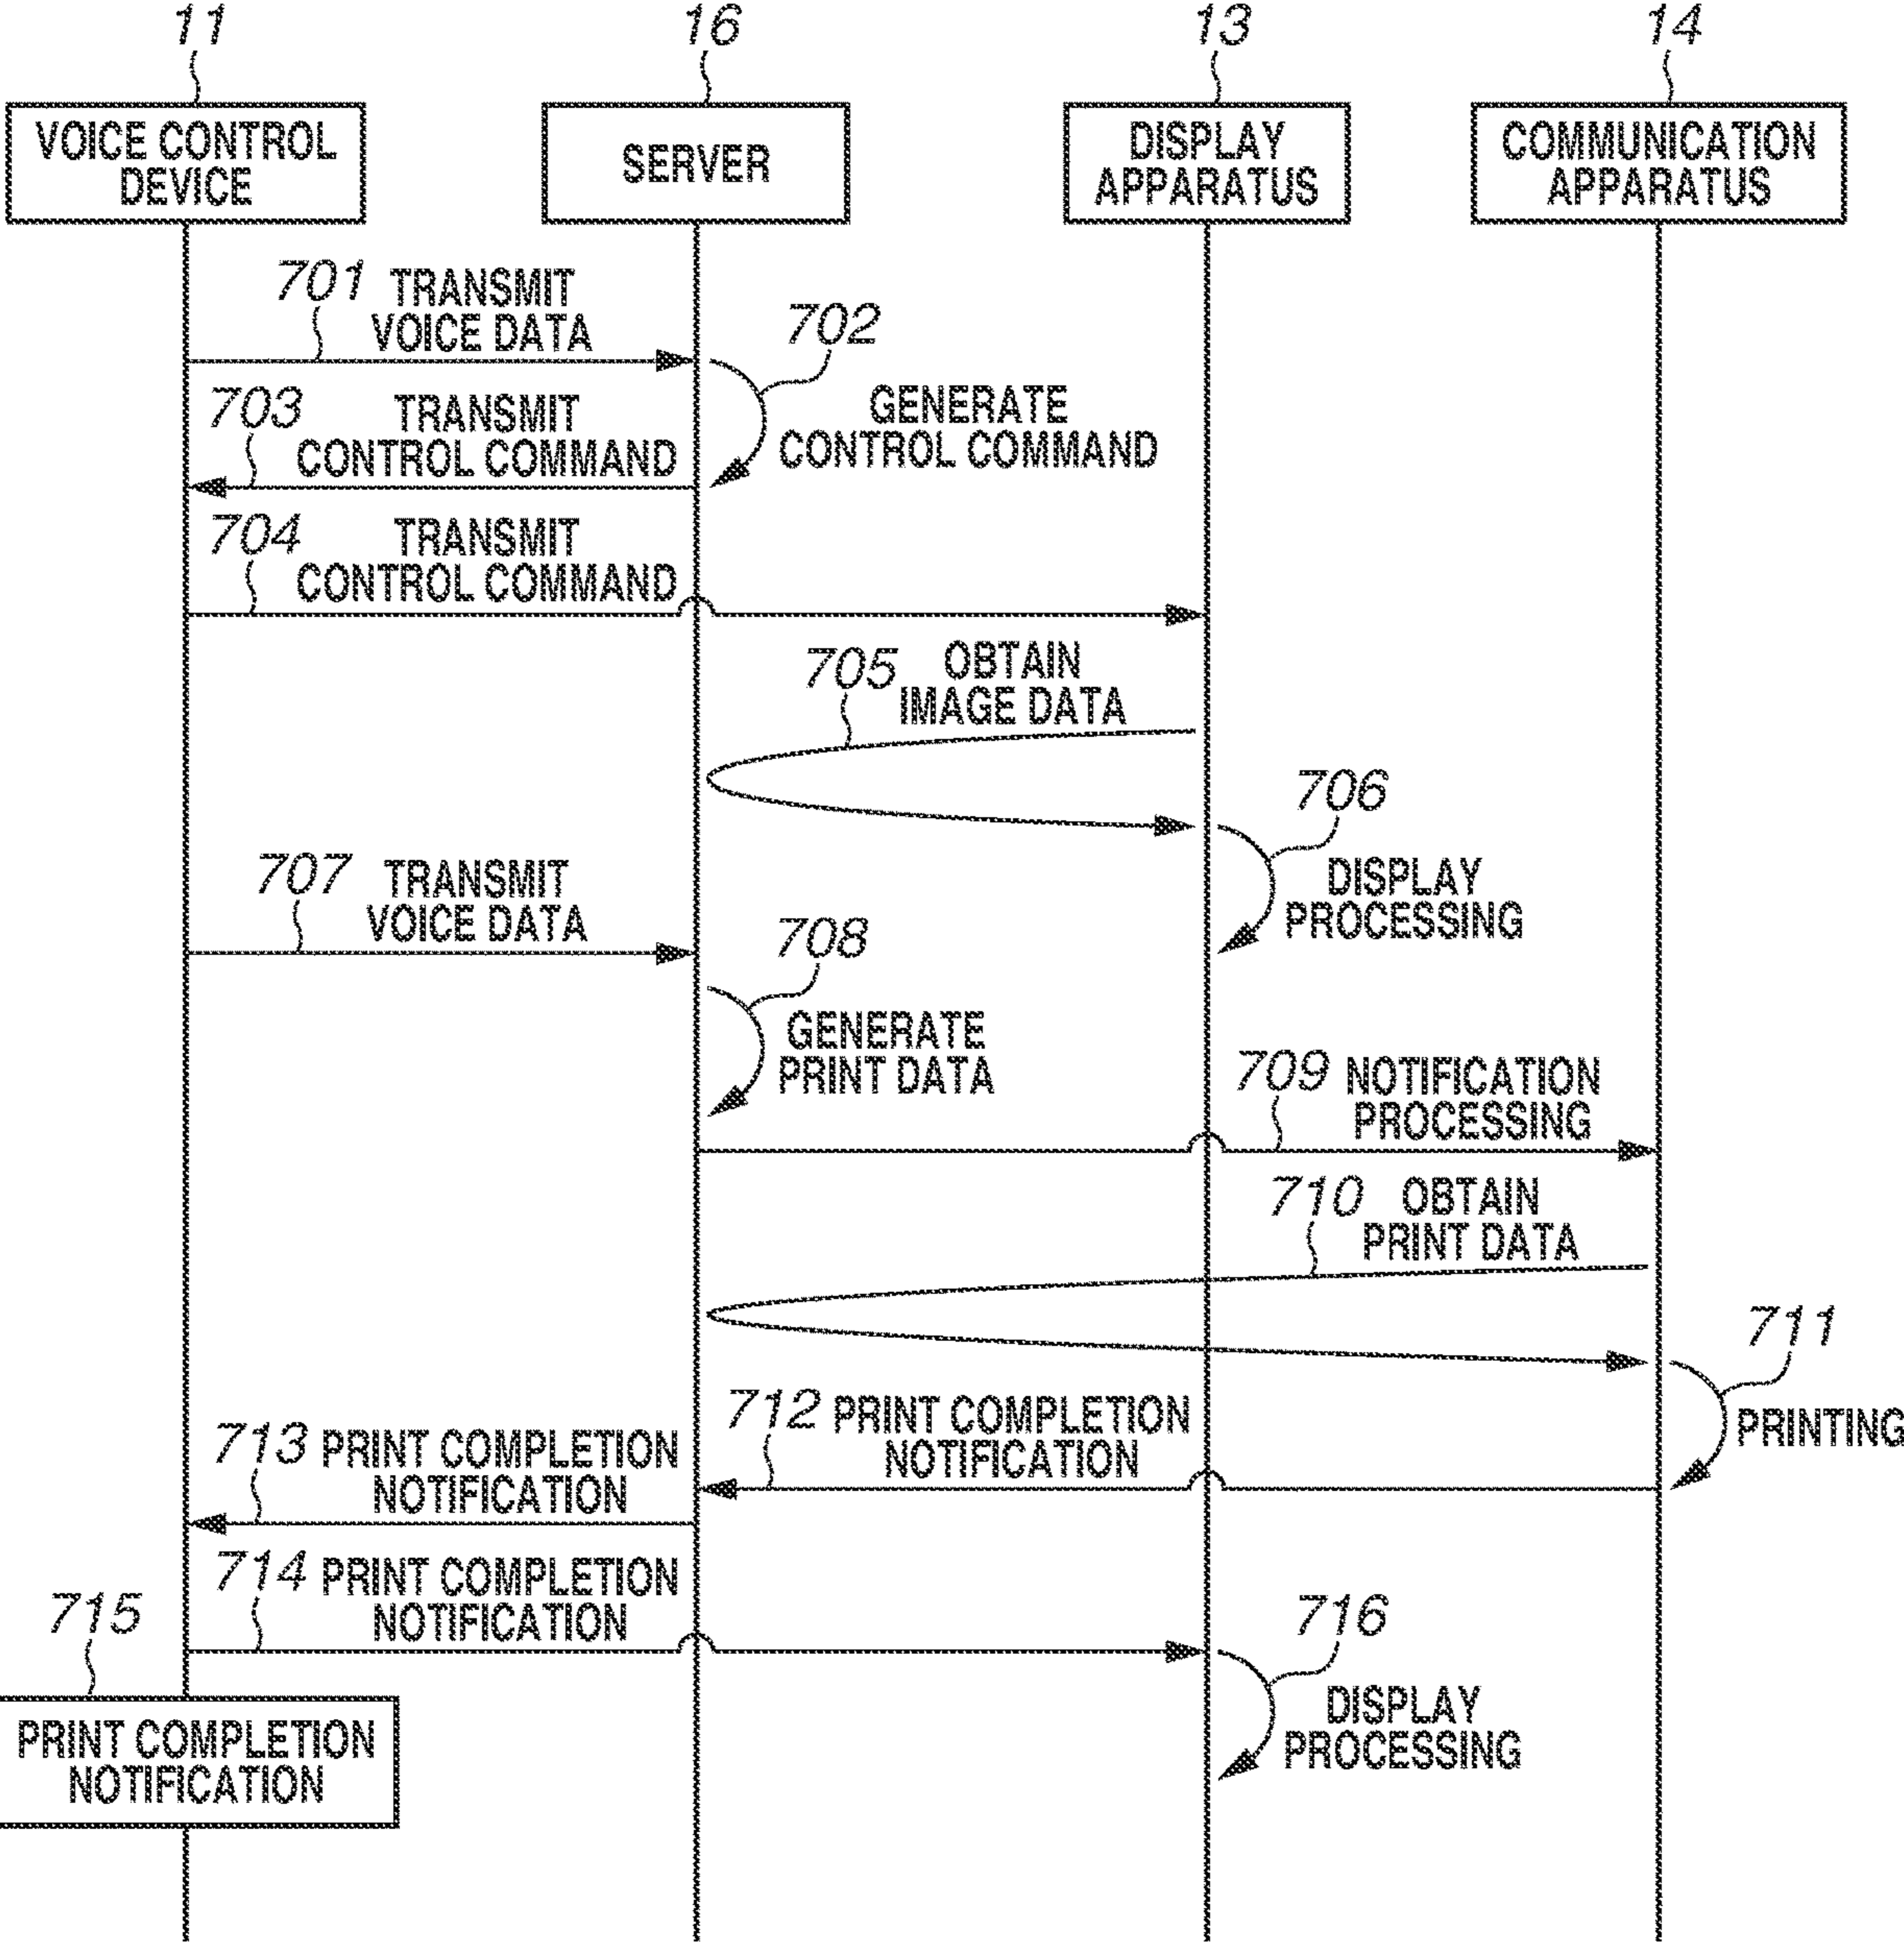 11
16
13
14
VOICE CONTROL
DEVICE
SERVER
DISPLAY
APPARATUS
COMMUNICATION
APPARATUS
701
TRANSMIT
VOICE DATA
702
GENERATE
CONTROL COMMAND
703
TRANSMIT
CONTROL COMMAND
704
TRANSMIT
CONTROL COMMAND
705
OBTAIN
IMAGE DATA
706
DISPLAY
PROCESSING
707
TRANSMIT
VOICE DATA
708
GENERATE
PRINT DATA
709
NOTIFICATION
PROCESSING
710
OBTAIN
PRINT DATA
711
PRINTING
712
PRINT COMPLETION
NOTIFICATION
713
PRINT COMPLETION
NOTIFICATION
714
PRINT COMPLETION
NOTIFICATION
715
PRINT COMPLETION
NOTIFICATION
716
DISPLAY
PROCESSING